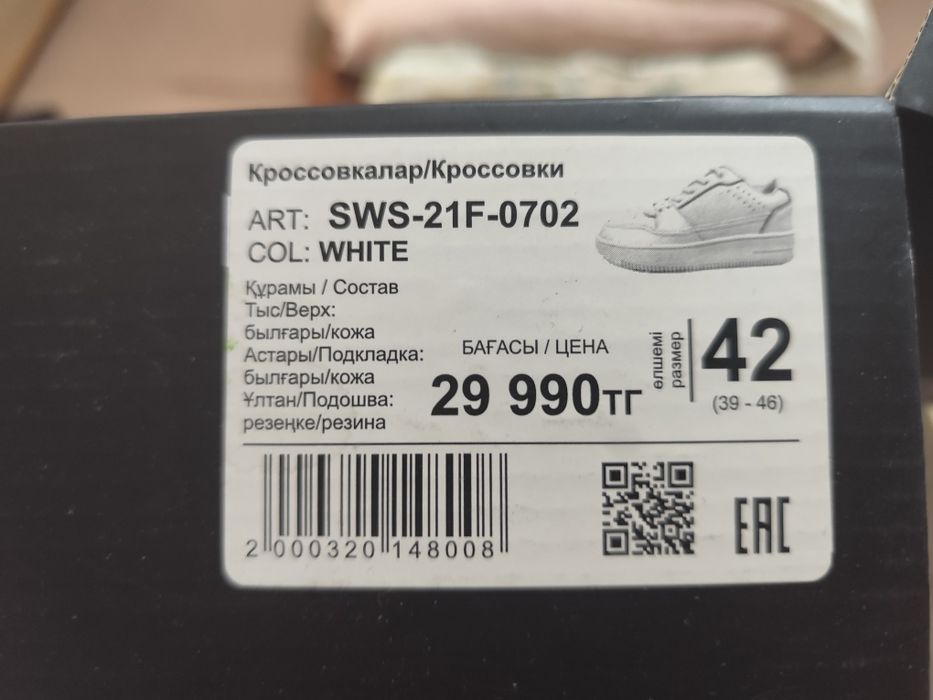 Кроссовкалар/Кроссовки
ART: SWS-21F-0702
COL: WHITE
Құрамы / Состав
Тыс/Верх:
былғары/кожа
Астары/Подкладка:
былғары/кожа
Ұлтан/Подошва:
резеңке/резина
БАҒАСЫ / ЦЕНА
29 990тг
өлшемі
размер
42
(39 - 46)
2 000320 148008
EAC